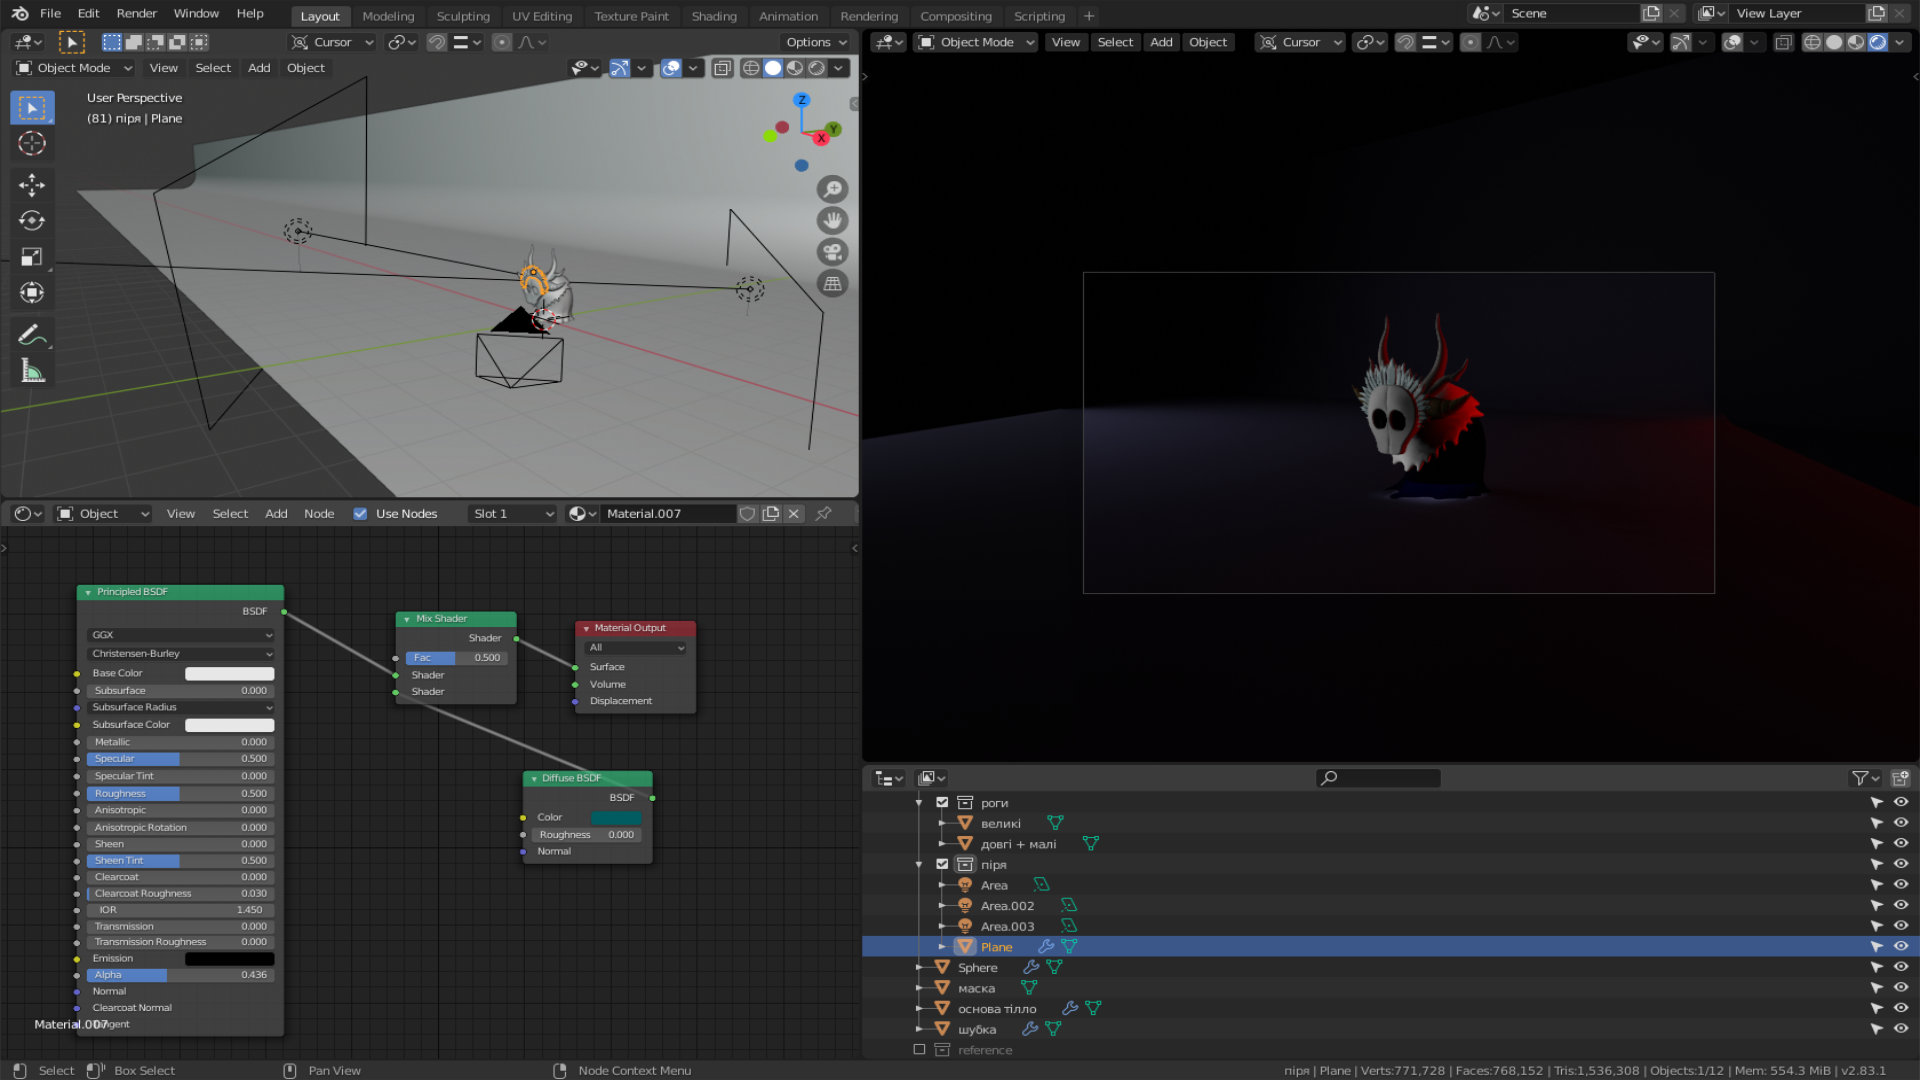 File Edit Render Window Help Layout Modeling Sculpting UV Editing Texture Paint Shading Animation Rendering Compositing Scripting + Scene View Layer
Cursor Options
Object Mode View Select Add Object
User Perspective
(81) піря | Plane
Z
Y
X
Object Mode View Select Add Object Cursor
Object View Select Add Node Use Nodes Slot 1 Material.007
Principled BSDF
BSDF
GGX
Christensen-Burley
Base Color
Subsurface 0.000
Subsurface Radius
Subsurface Color
Metallic 0.000
Specular 0.500
Specular Tint 0.000
Roughness 0.500
Anisotropic 0.000
Anisotropic Rotation 0.000
Sheen 0.000
Sheen Tint 0.500
Clearcoat 0.000
Clearcoat Roughness 0.030
IOR 1.450
Transmission 0.000
Transmission Roughness 0.000
Emission
Alpha 0.436
Normal
Clearcoat Normal
Material.007
Mix Shader
Shader
Fac 0.500
Shader
Shader
Material Output
All
Surface
Volume
Displacement
Diffuse BSDF
BSDF
Color
Roughness 0.000
Normal
роги
великі
довгі + малі
піря
Area
Area.002
Area.003
Plane
Sphere
маска
основа тілло
шубка
reference
Select Box Select Pan View Node Context Menu піря | Plane | Verts:771,728 | Faces:768,152 | Tris:1,536,308 | Objects:1/12 | Mem: 554.3 MiB | v2.83.1